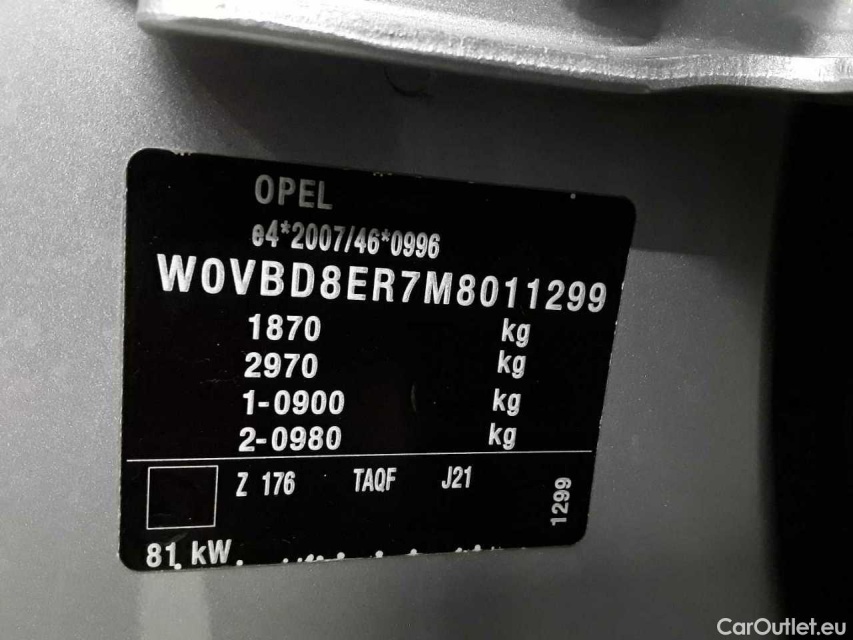 OPEL
e4*2007/46*0996
W0VBD8ER7M8011299
1870 kg
2970 kg
1-0900 kg
2-0980 kg
Z 176 TAQF J21
1299
81 kW
CarOutlet.eu